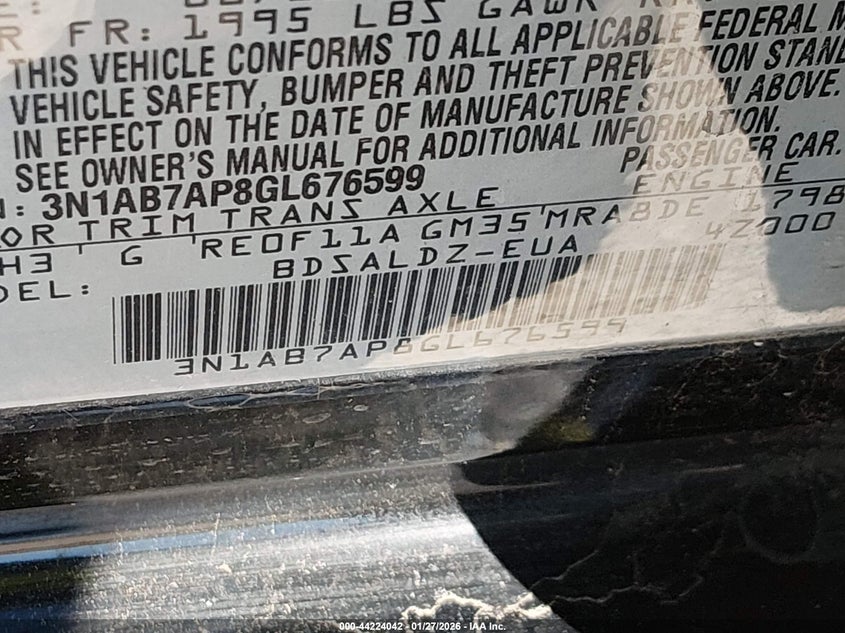 R FR: 1995 LBS GAWR
THIS VEHICLE CONFORMS TO ALL APPLICABLE FEDERAL M
VEHICLE SAFETY, BUMPER AND THEFT PREVENTION STAND
IN EFFECT ON THE DATE OF MANUFACTURE SHOWN ABOVE.
SEE OWNER'S MANUAL FOR ADDITIONAL INFORMATION.
: 3N1AB7AP8GL676599 PASSENGER CAR.
OR TRIM TRANS AXLE ENGINE
H3 G RE0F11A GM35 MRA8DE 1798
DEL: BDSALDZ-EUA 4Z000
3N1AB7AP8GL676599
000-44224042 - 01/27/2026 - IAA Inc.